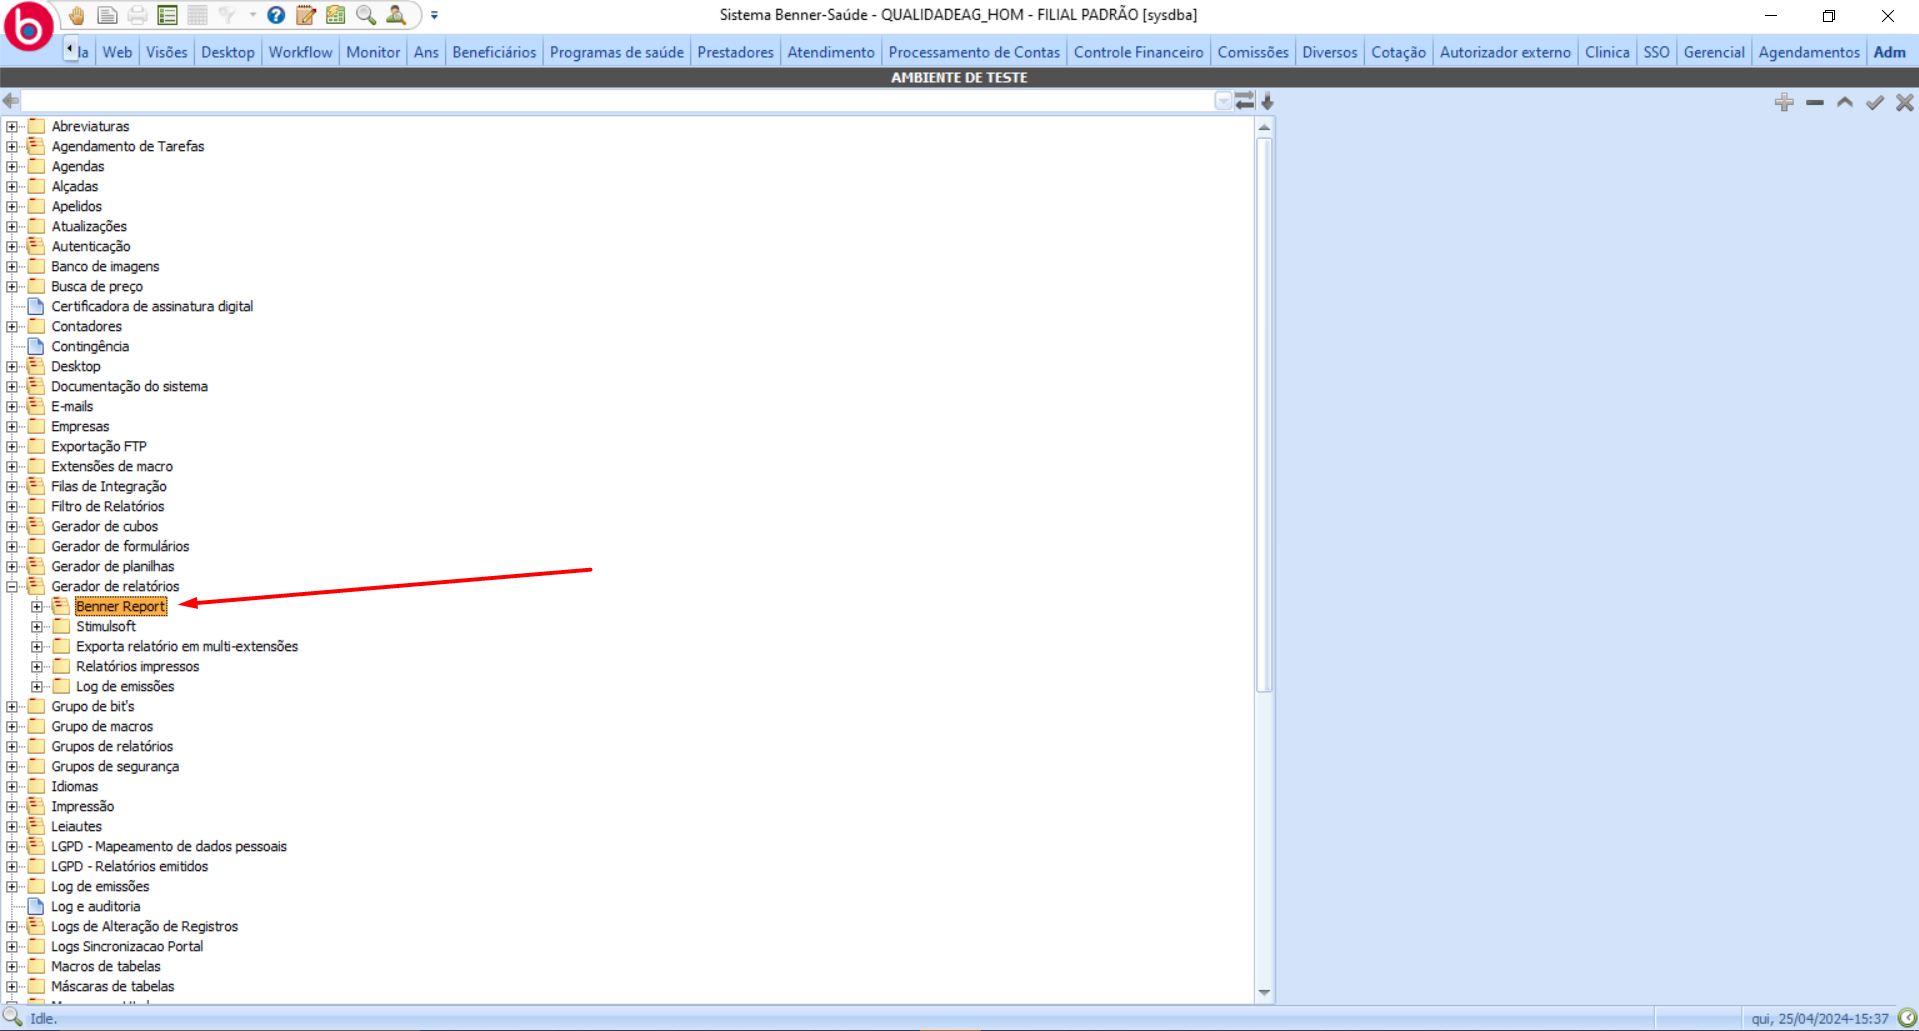 Sistema Benner-Saúde - QUALIDADEAG_HOM - FILIAL PADRÃO [sysdba]
la Web Visões Desktop Workflow Monitor Ans Beneficiários Programas de saúde Prestadores Atendimento Processamento de Contas Controle Financeiro Comissões Diversos Cotação Autorizador externo Clinica SSO Gerencial Agendamentos Adm
AMBIENTE DE TESTE
Abreviaturas
Agendamento de Tarefas
Agendas
Alçadas
Apelidos
Atualizações
Autenticação
Banco de imagens
Busca de preço
Certificadora de assinatura digital
Contadores
Contingência
Desktop
Documentação do sistema
E-mails
Empresas
Exportação FTP
Extensões de macro
Filas de Integração
Filtro de Relatórios
Gerador de cubos
Gerador de formulários
Gerador de planilhas
Gerador de relatórios
Benner Report
Stimulsoft
Exporta relatório em multi-extensões
Relatórios impressos
Log de emissões
Grupo de bit's
Grupo de macros
Grupos de relatórios
Grupos de segurança
Idiomas
Impressão
Leiautes
LGPD - Mapeamento de dados pessoais
LGPD - Relatórios emitidos
Log de emissões
Log e auditoria
Logs de Alteração de Registros
Logs Sincronizacao Portal
Macros de tabelas
Máscaras de tabelas
Idle.
qui, 25/04/2024-15:37